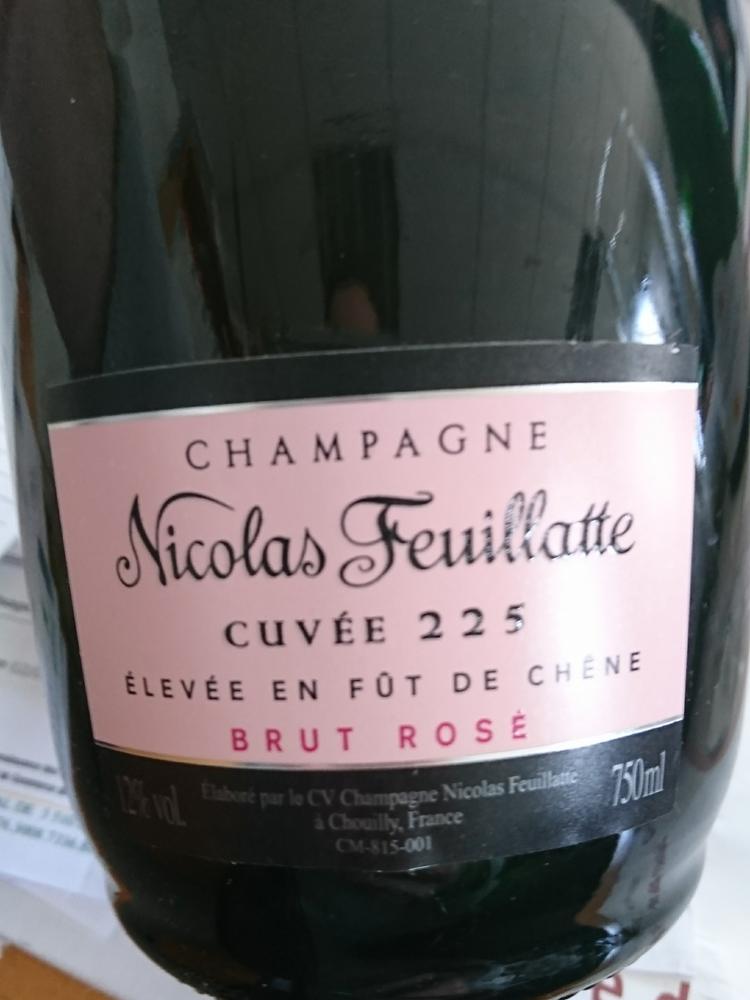 CHAMPAGNE
Nicolas Feuillatte
CUVÉE 225
ÉLEVÉE EN FÛT DE CHÊNE
BRUT ROSÉ
12% vol.
Élaboré par le CV Champagne Nicolas Feuillatte
à Chouilly, France
CM-815-001
750ml